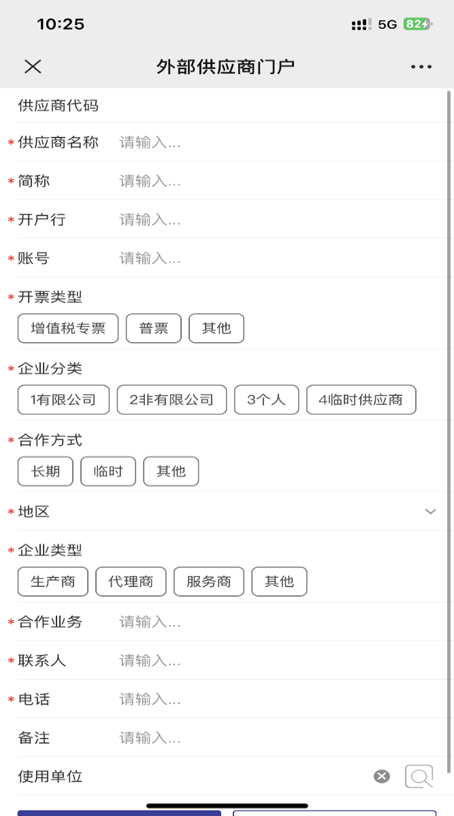 10:25 5G 82
外部供应商门户
供应商代码
*供应商名称 请输入...
*简称 请输入...
*开户行 请输入...
*账号 请输入...
*开票类型
增值税专票 普票 其他
*企业分类
1有限公司 2非有限公司 3个人 4临时供应商
*合作方式
长期 临时 其他
*地区
*企业类型
生产商 代理商 服务商 其他
*合作业务 请输入...
*联系人 请输入...
*电话 请输入...
备注 请输入...
使用单位